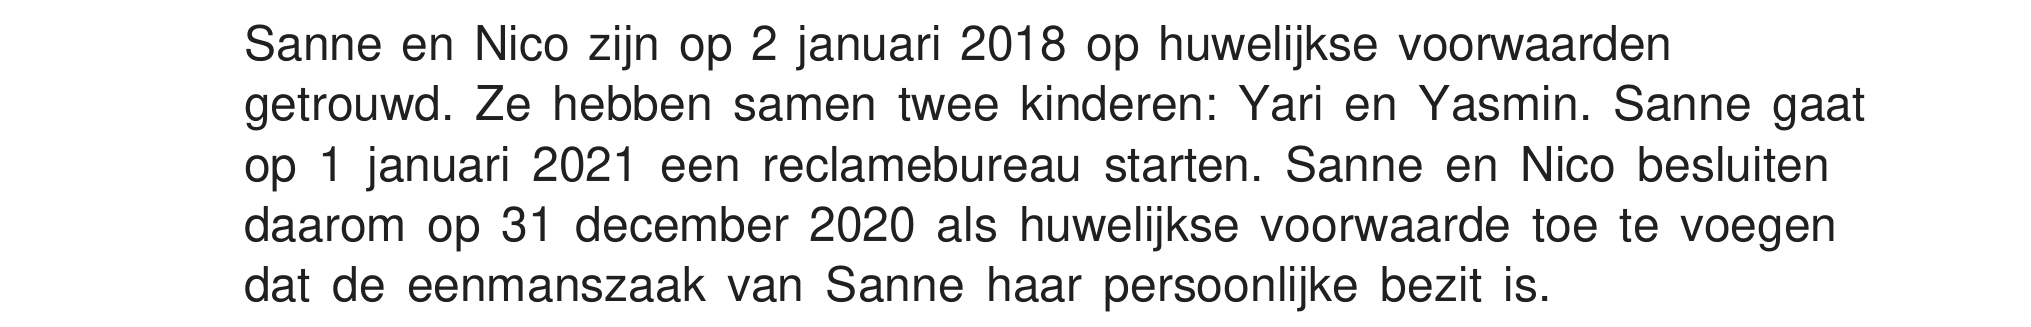 Sanne en Nico zijn op 2 januari 2018 op huwelijkse voorwaarden
getrouwd. Ze hebben samen twee kinderen: Yari en Yasmin. Sanne gaat
op 1 januari 2021 een reclamebureau starten. Sanne en Nico besluiten
daarom op 31 december 2020 als huwelijkse voorwaarde toe te voegen
dat de eenmanszaak van Sanne haar persoonlijke bezit is.